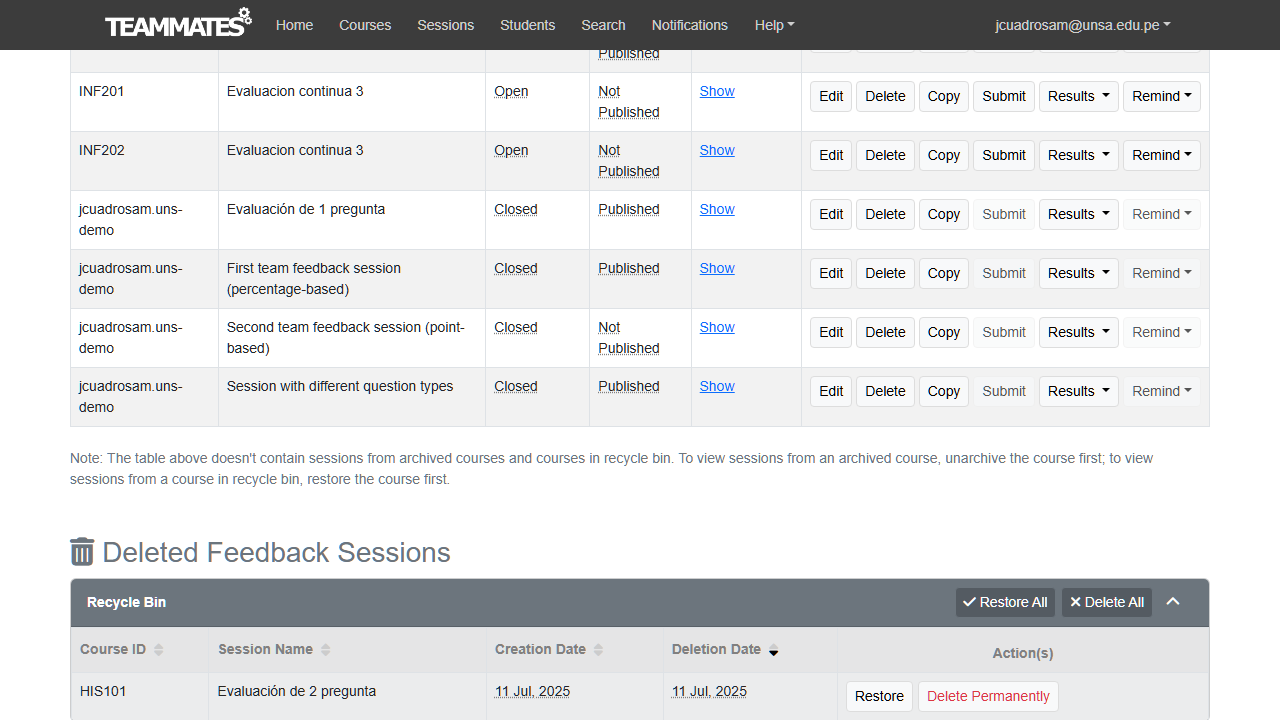 TEAMMATES Home Courses Sessions Students Search Notifications Help jcuadrosam@unsa.edu.pe
Published
INF201 Evaluacion continua 3 Open Not Published Show Edit Delete Copy Submit Results Remind
INF202 Evaluacion continua 3 Open Not Published Show Edit Delete Copy Submit Results Remind
jcuadrosam.uns-demo Evaluación de 1 pregunta Closed Published Show Edit Delete Copy Submit Results Remind
jcuadrosam.uns-demo First team feedback session (percentage-based) Closed Published Show Edit Delete Copy Submit Results Remind
jcuadrosam.uns-demo Second team feedback session (point-based) Closed Not Published Show Edit Delete Copy Submit Results Remind
jcuadrosam.uns-demo Session with different question types Closed Published Show Edit Delete Copy Submit Results Remind
Note: The table above doesn't contain sessions from archived courses and courses in recycle bin. To view sessions from an archived course, unarchive the course first; to view
sessions from a course in recycle bin, restore the course first.
Deleted Feedback Sessions
Recycle Bin Restore All Delete All
Course ID Session Name Creation Date Deletion Date Action(s)
HIS101 Evaluación de 2 pregunta 11 Jul, 2025 11 Jul, 2025 Restore Delete Permanently